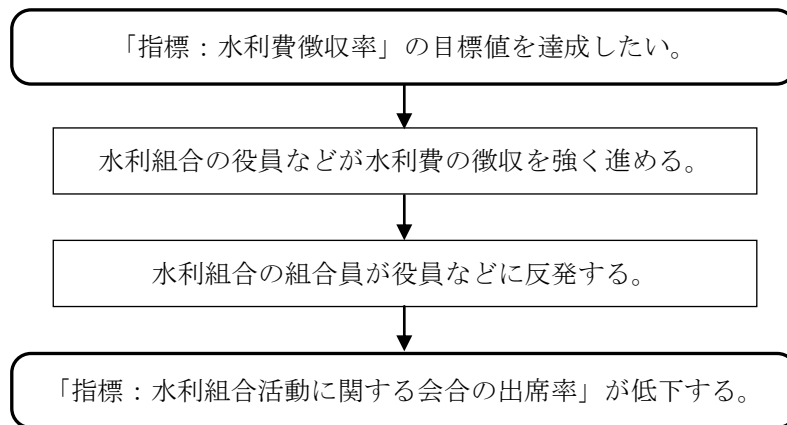 「指標：水利費徴収率」の目標値を達成したい。
水利組合の役員などが水利費の徴収を強く進める。
水利組合の組合員が役員などに反発する。
「指標：水利組合活動に関する会合の出席率」が低下する。